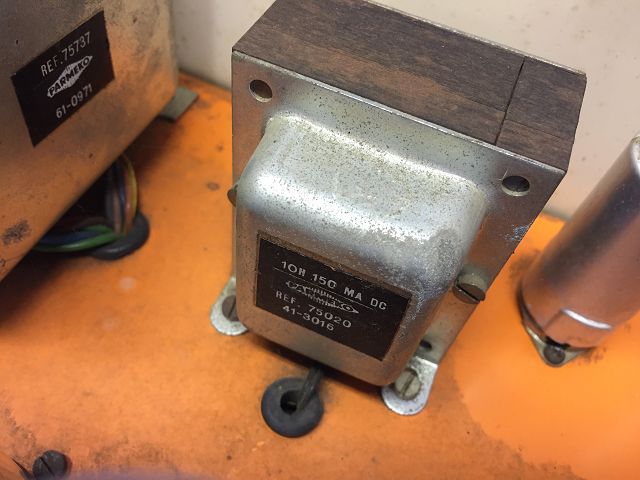 REF. 75737
PARMEKO
61-0971
10H 150 MA DC
REF. 75020
41-3016